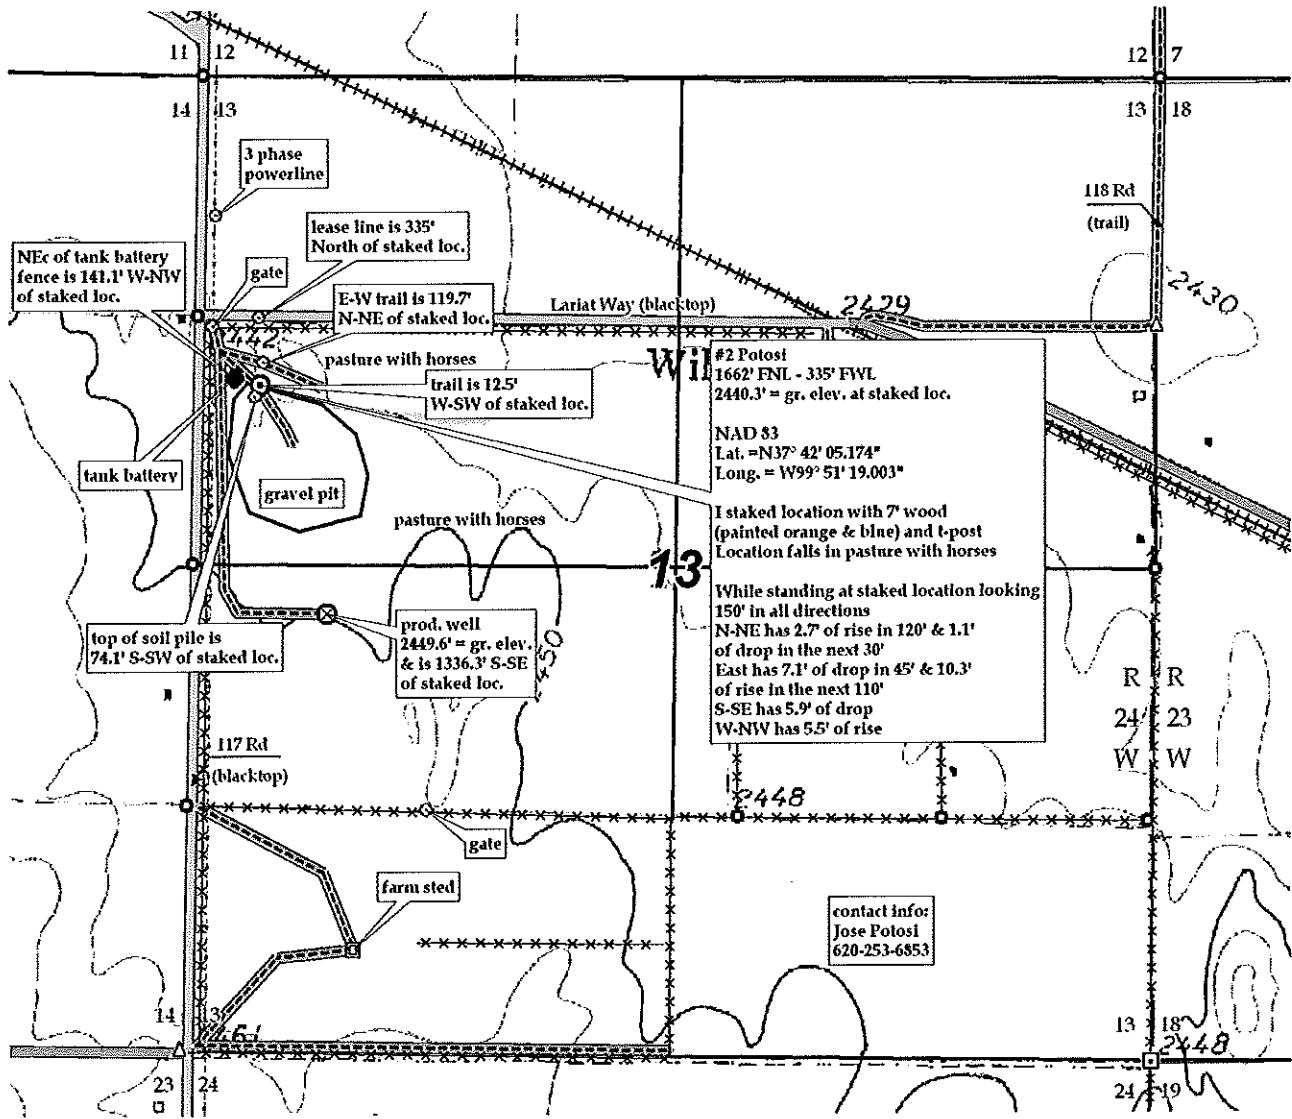 11 12
12 7
14 13
13 18
3 phase
powerline
118 Rd
(trail)
lease line is 335'
North of staked loc.
NEc of tank battery
fence is 141.1' W-NW
of staked loc.
gate
E-W trail is 119.7'
N-NE of staked loc.
Lariat Way (blacktop)
2429
2430
442
pasture with horses
Wil
trail is 12.5'
W-SW of staked loc.
#2 Potosi
1662' FNL - 335' FWL
2440.3' = gr. elev. at staked loc.
NAD 83
Lat. =N37° 42' 05.174"
Long. = W99° 51' 19.003"
I staked location with 7' wood
(painted orange & blue) and t-post
Location falls in pasture with horses
While standing at staked location looking
150' in all directions
N-NE has 2.7' of rise in 120' & 1.1'
of drop in the next 30'
East has 7.1' of drop in 45' & 10.3'
of rise in the next 110'
S-SE has 5.9' of drop
W-NW has 5.5' of rise
tank battery
gravel pit
pasture with horses
13
top of soil pile is
74.1' S-SW of staked loc.
prod. well
2449.6' = gr. elev.
& is 1336.3' S-SE
of staked loc.
2450
R R
24 23
W W
117 Rd
(blacktop)
2448
gate
farm sted
contact info:
Jose Potosi
620-253-6853
14 13
461
13 18
2448
23 24
24 19